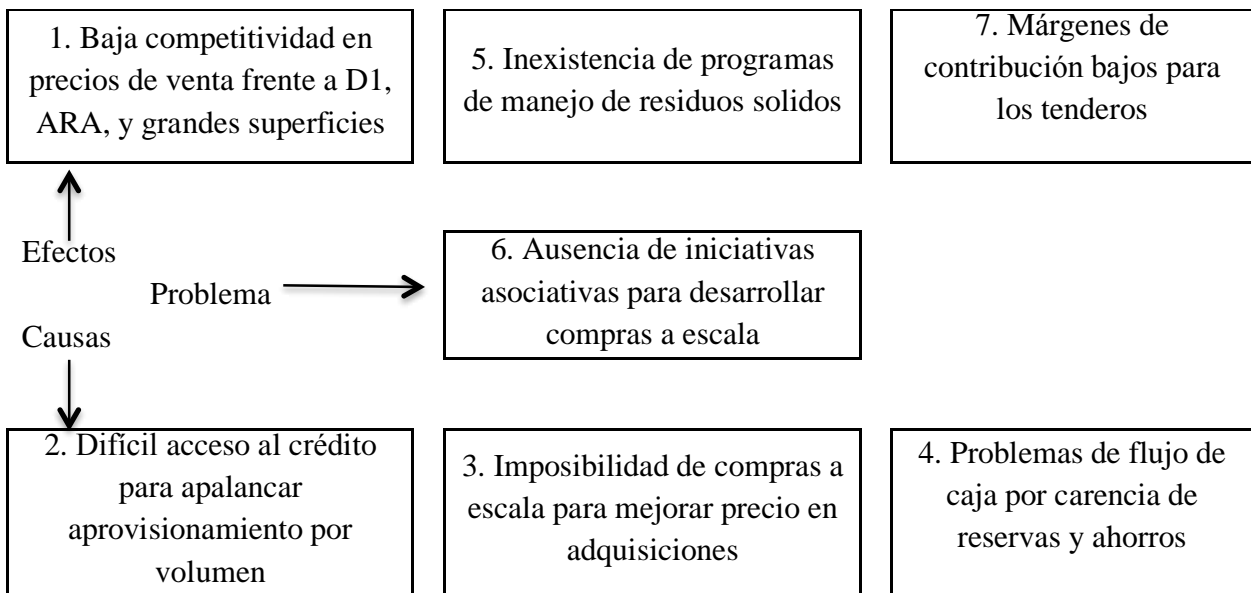 1. Baja competitividad en
precios de venta frente a D1,
ARA, y grandes superficies
5. Inexistencia de programas
de manejo de residuos solidos
7. Márgenes de
contribución bajos para
los tenderos
Efectos
Problema
Causas
6. Ausencia de iniciativas
asociativas para desarrollar
compras a escala
2. Difícil acceso al crédito
para apalancar
aprovisionamiento por
volumen
3. Imposibilidad de compras a
escala para mejorar precio en
adquisiciones
4. Problemas de flujo de
caja por carencia de
reservas y ahorros